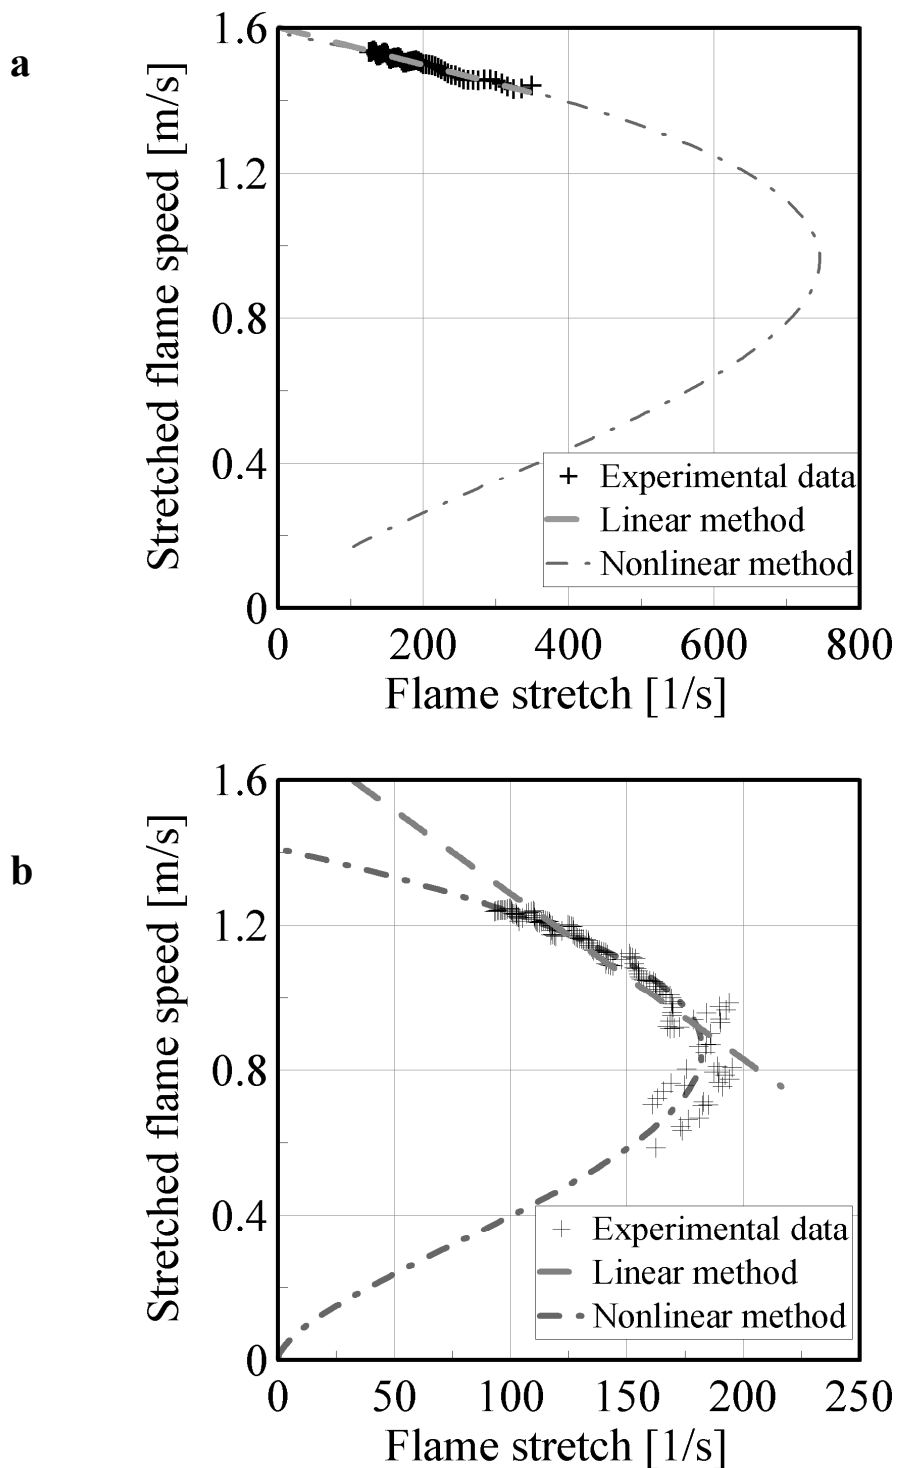 a
Stretched flame speed [m/s]
1.6
1.2
0.8
0.4
0
Experimental data
Linear method
Nonlinear method
0 200 400 600 800
Flame stretch [1/s]
b
Stretched flame speed [m/s]
1.6
1.2
0.8
0.4
0
Experimental data
Linear method
Nonlinear method
0 50 100 150 200 250
Flame stretch [1/s]